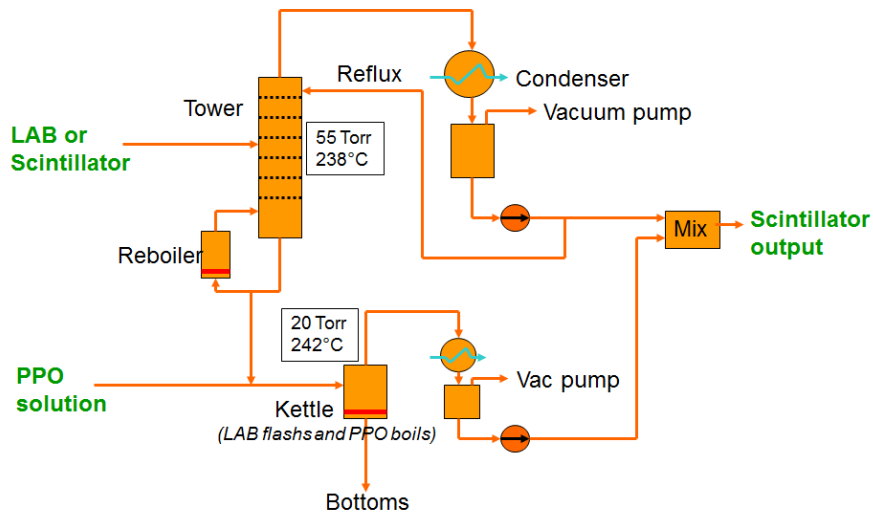 Reflux
Condenser
Tower
Vacuum pump
LAB or
Scintillator
55 Torr
238°C
Mix
Scintillator
output
Reboiler
20 Torr
242°C
PPO
solution
Vac pump
Kettle
(LAB flashs and PPO boils)
Bottoms